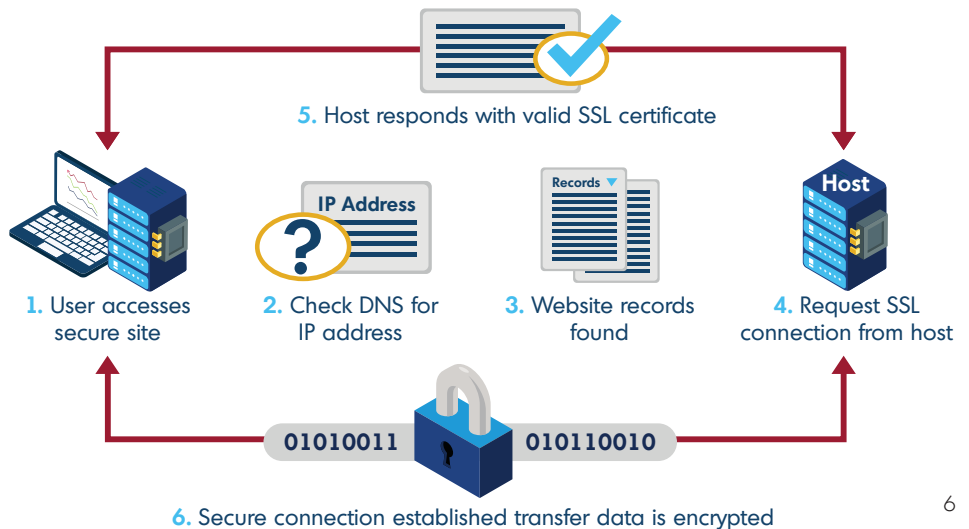 5. Host responds with valid SSL certificate
Records
Host
IP Address
?
1. User accesses
secure site
2. Check DNS for
IP address
3. Website records
found
4. Request SSL
connection from host
01010011
010110010
6. Secure connection established transfer data is encrypted
6